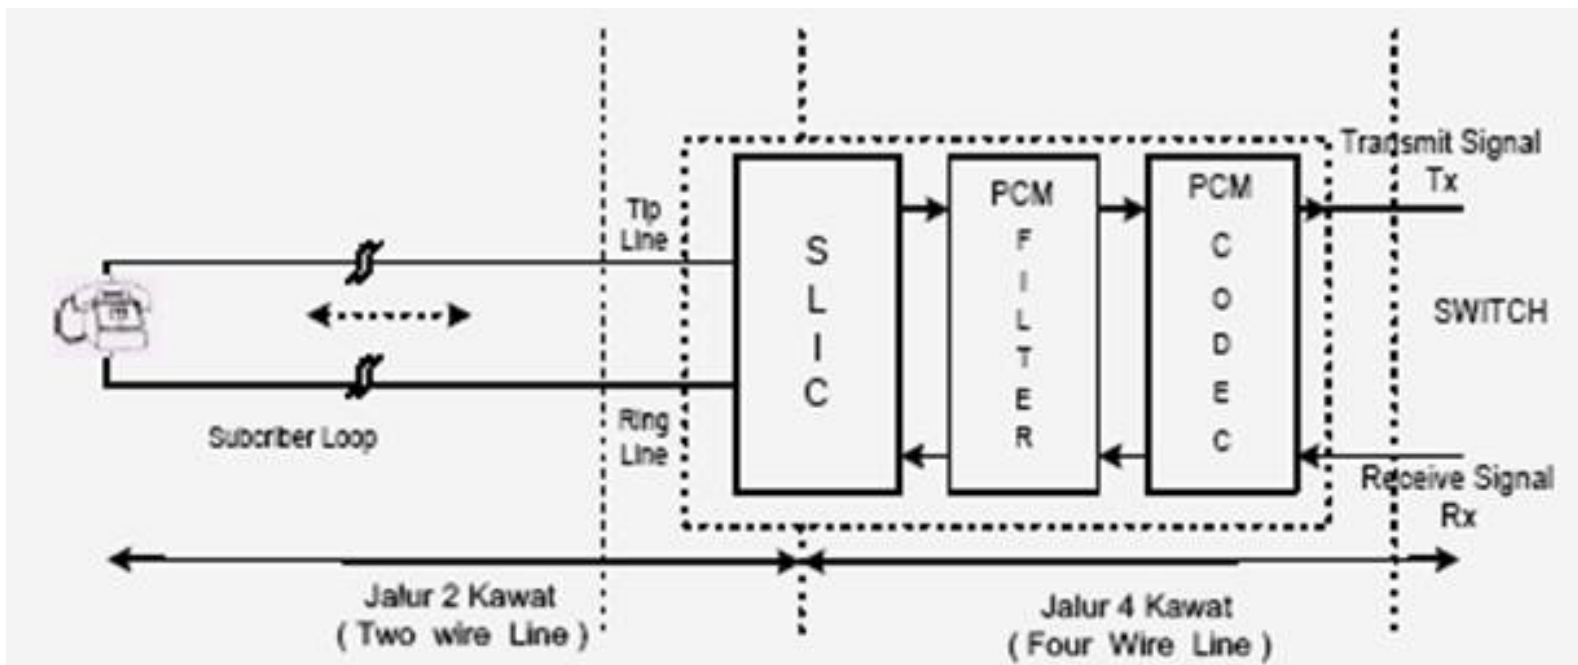 Tip
Line
Subcriber Loop
Ring
Line
S
L
I
C
PCM
F
I
L
T
E
R
PCM
C
O
D
E
C
Transmit Signal
Tx
SWITCH
Receive Signal
Rx
Jalur 2 Kawat
( Two wire Line )
Jalur 4 Kawat
( Four Wire Line )